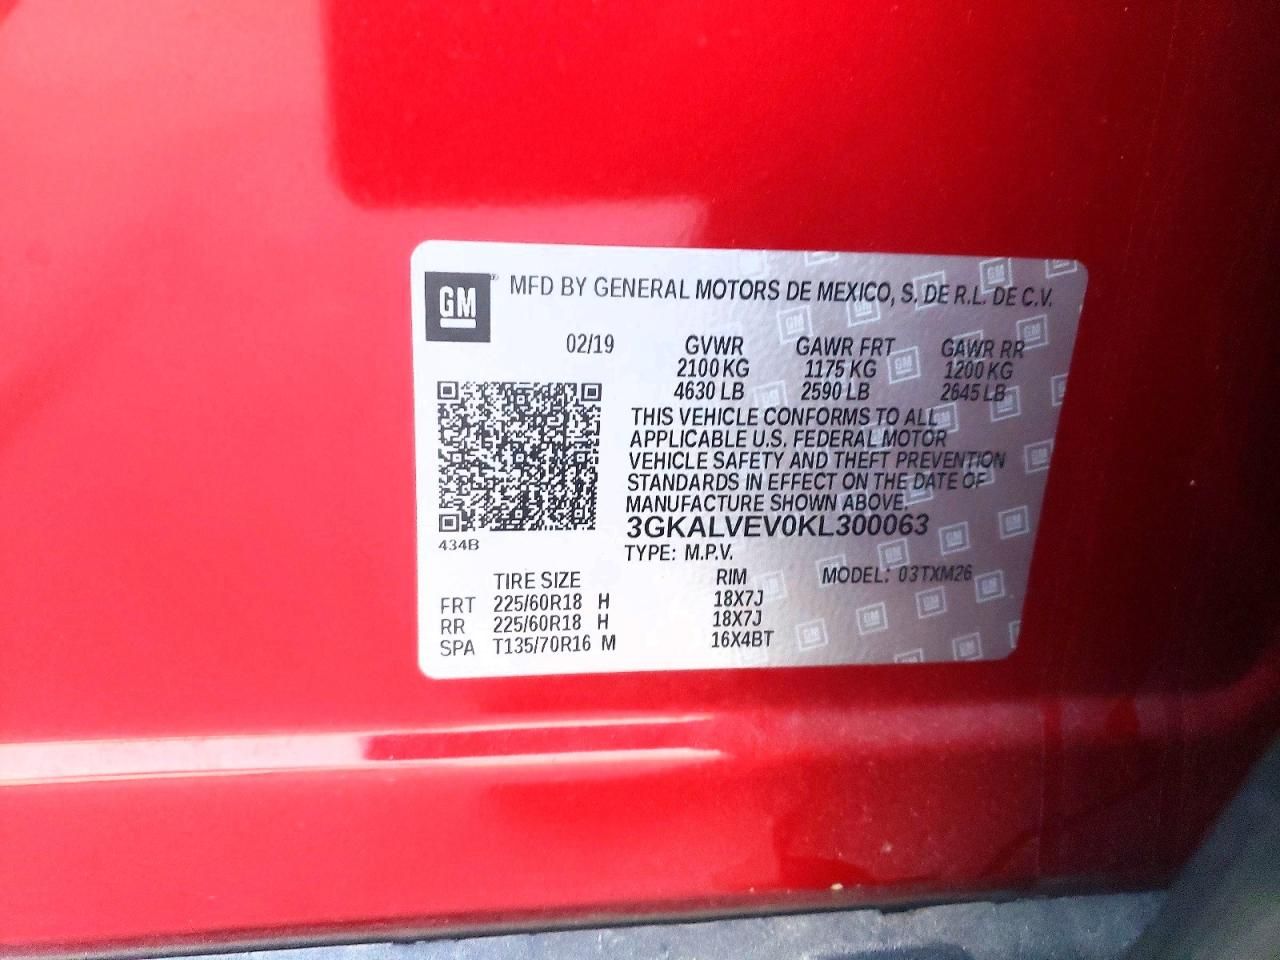 GM ® MFD BY GENERAL MOTORS DE MEXICO, S. DE R.L. DE C.V.
02/19 GVWR GAWR FRT GAWR RR
2100 KG 1175 KG 1200 KG
4630 LB 2590 LB 2645 LB
THIS VEHICLE CONFORMS TO ALL
APPLICABLE U.S. FEDERAL MOTOR
VEHICLE SAFETY AND THEFT PREVENTION
STANDARDS IN EFFECT ON THE DATE OF
MANUFACTURE SHOWN ABOVE.
3GKALVEV0KL300063
434B
TYPE: M.P.V.
TIRE SIZE RIM MODEL: 03TXM26
FRT 225/60R18 H 18X7J
RR 225/60R18 H 18X7J
SPA T135/70R16 M 16X4BT